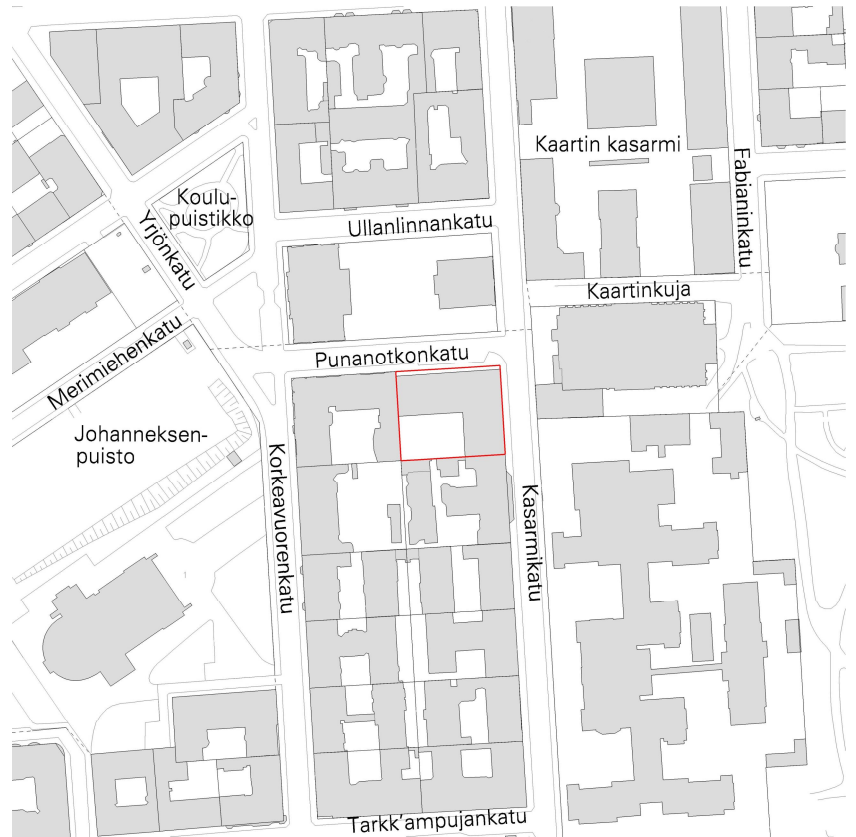 Kaartin kasarmi
Fabianinkatu
Koulu-
puistikko
Yrjönkatu
Ullanlinnankatu
Kaartinkuja
Merimiehenkatu
Punanotkonkatu
Johanneksen-
puisto
Korkeavuorenkatu
Kasarmikatu
Tarkk'ampujankatu